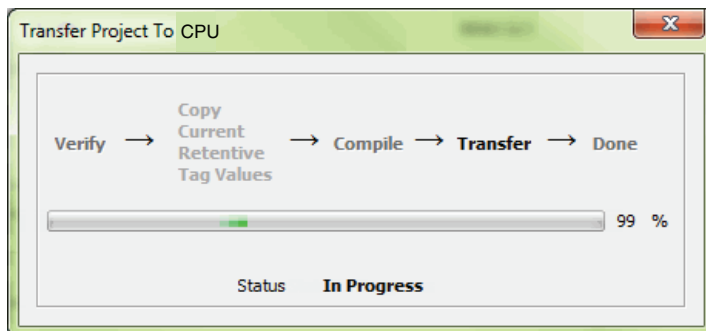 Transfer Project To CPU
Verify → Copy Current Retentive Tag Values → Compile → Transfer → Done
99 %
Status In Progress